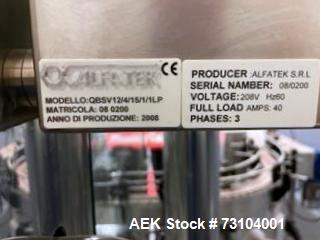 ALFATEK
CE
MODELLO:QBSV12/4/15/1/1LP
MATRICOLA: 08 0200
ANNO DI PRODUZIONE: 2008
PRODUCER :ALFATEK S.R.L
SERIAL NUMBER: 08/0200
VOLTAGE: 208V Hz60
FULL LOAD AMPS: 40
PHASES: 3
AEK Stock # 73104001